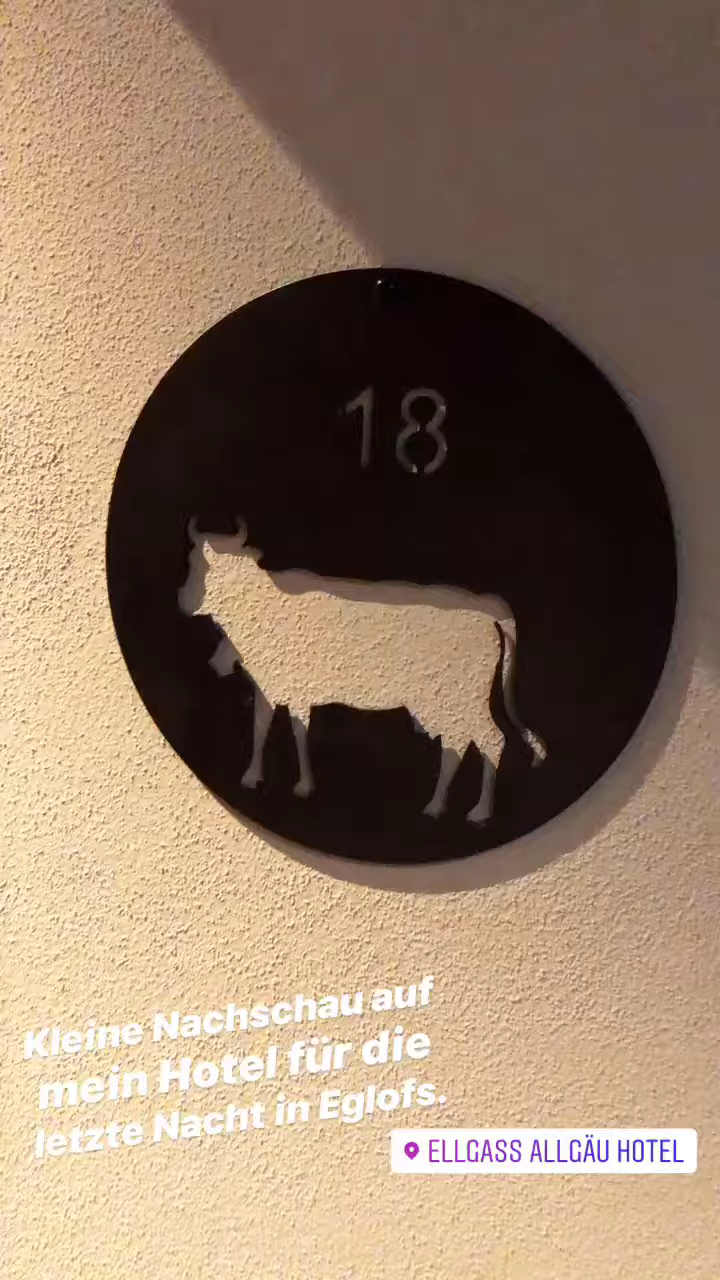 18
Kleine Nachschau auf
mein Hotel für die
letzte Nacht in Eglofs.
ELLGASS ALLGÄU HOTEL